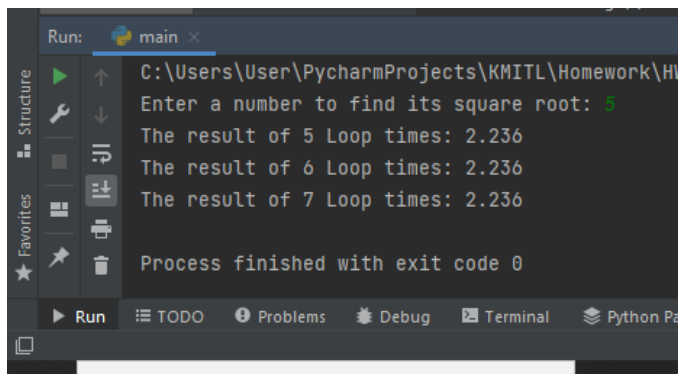 Run: main
C:\Users\User\PycharmProjects\KMITL\Homework\
Enter a number to find its square root: 5
The result of 5 Loop times: 2.236
The result of 6 Loop times: 2.236
The result of 7 Loop times: 2.236
Process finished with exit code 0
Structure
Favorites
Run TODO Problems Debug Terminal Python